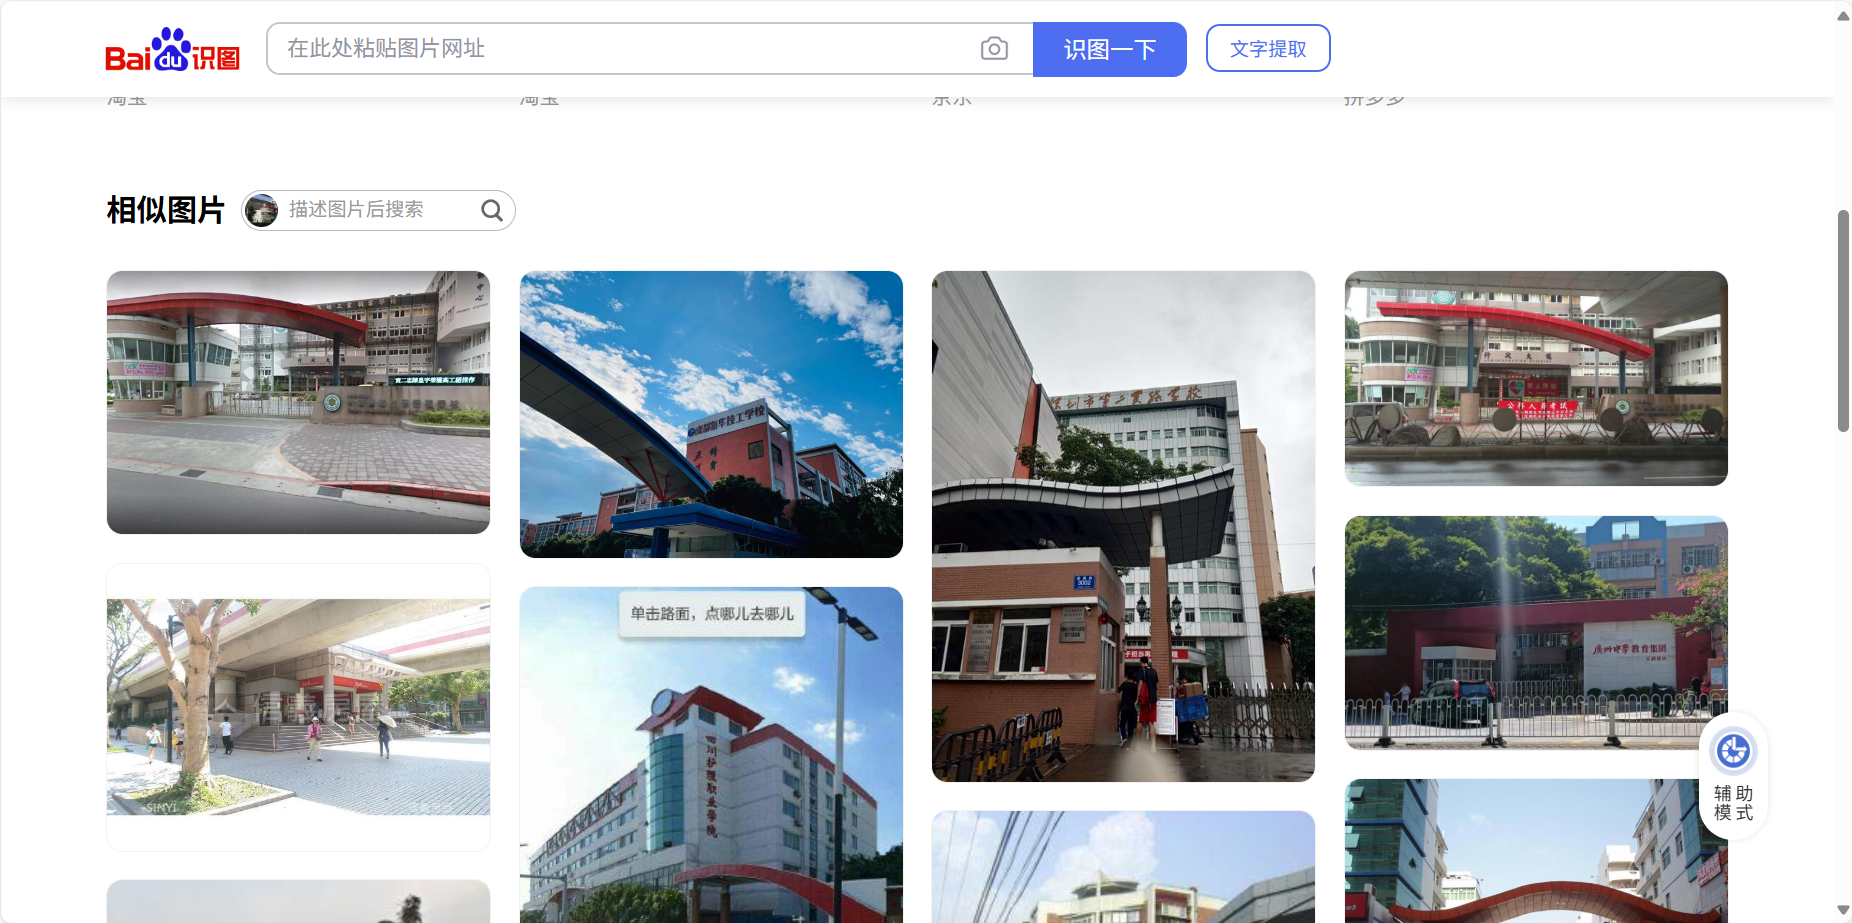 Bai du 识图
在此处粘贴图片网址
识图一下
文字提取
淘宝
淘宝
京东
拼多多
相似图片
描述图片后搜索
成都新华技工学校
3002
广州中学教育集团
SINYI
单击路面，点哪儿去哪儿
四川护理职业学院
辅助
模式